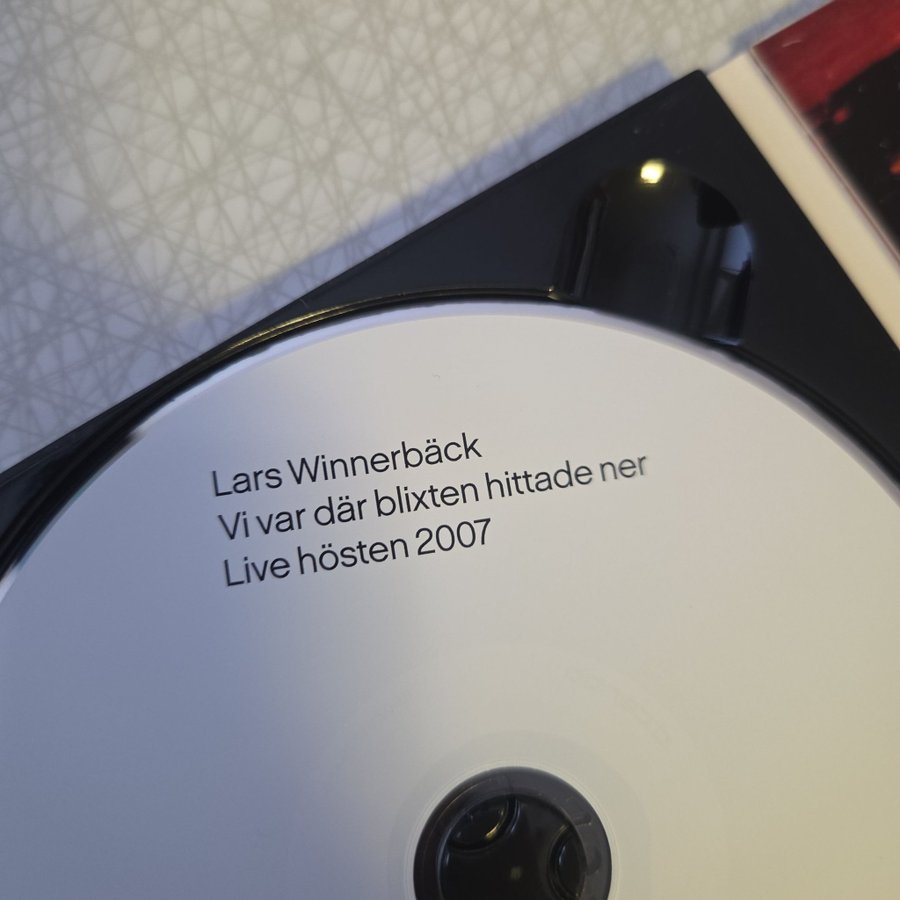 Lars Winnerbäck
Vi var där blixten hittade ner
Live hösten 2007